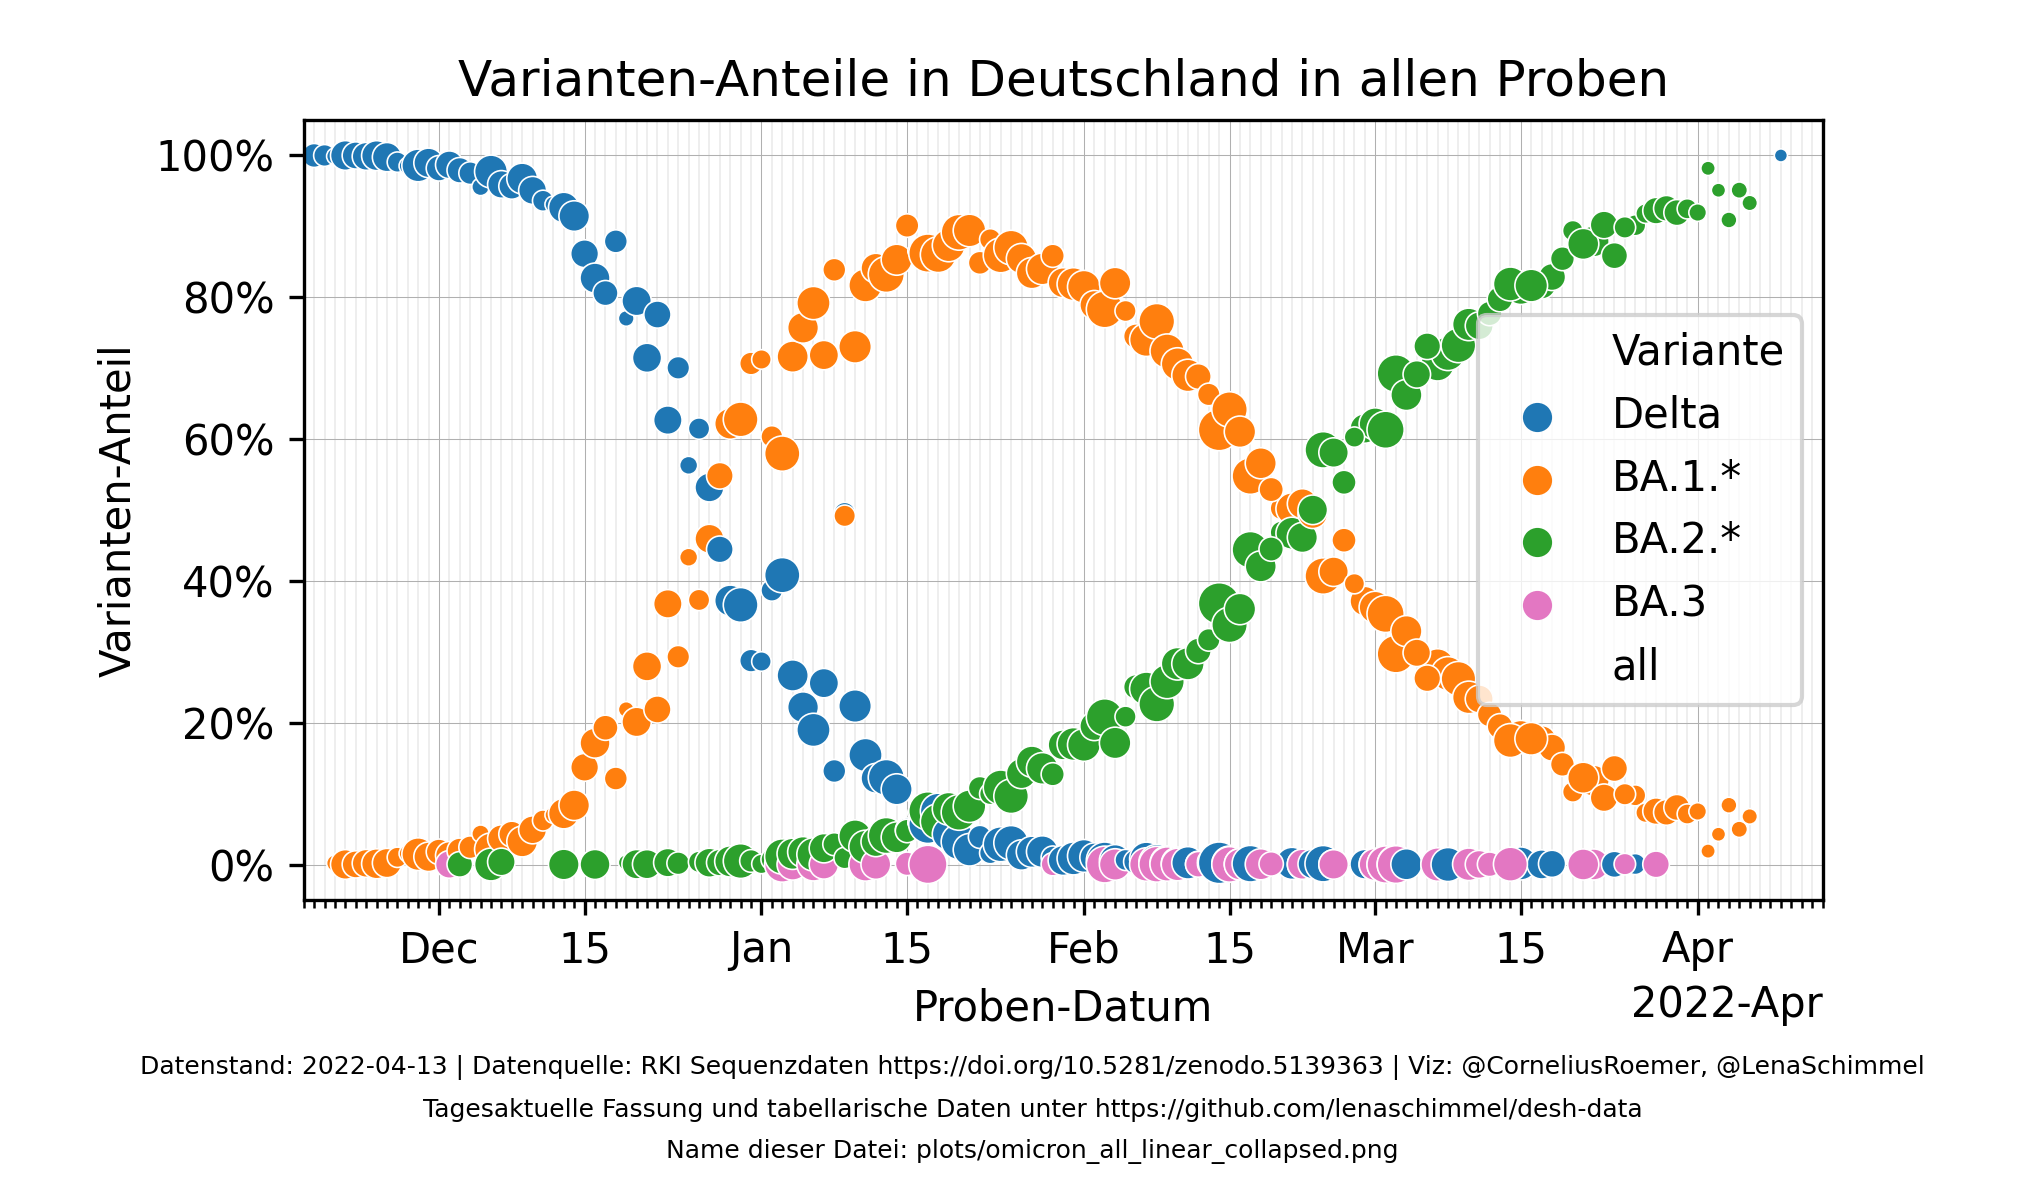 Varianten-Anteile in Deutschland in allen Proben
Varianten-Anteil
100%
80%
60%
40%
20%
0%
Variante
Delta
BA.1.*
BA.2.*
BA.3
all
Dec 15 Jan 15 Feb 15 Mar 15 Apr
Proben-Datum
2022-Apr
Datenstand: 2022-04-13 | Datenquelle: RKI Sequenzdaten https://doi.org/10.5281/zenodo.5139363 | Viz: @CorneliusRoemer, @LenaSchimmel
Tagesaktuelle Fassung und tabellarische Daten unter https://github.com/lenaschimmel/desh-data
Name dieser Datei: plots/omicron_all_linear_collapsed.png